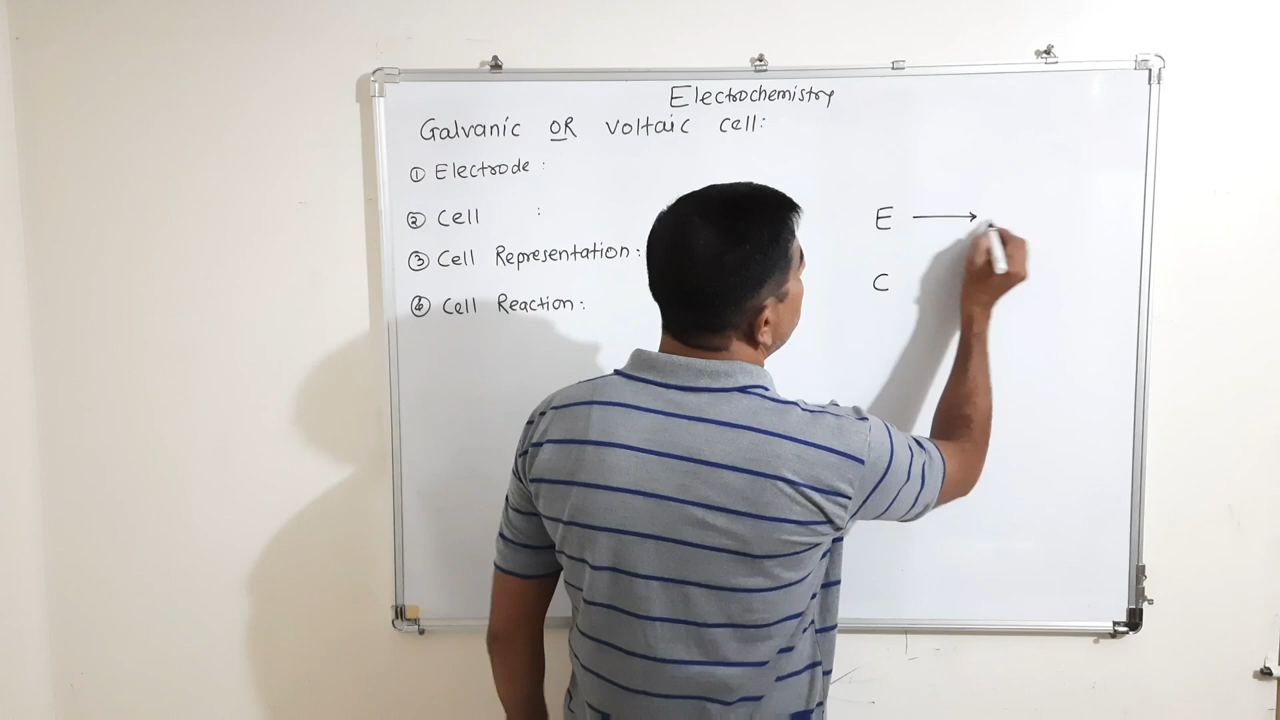 Electrochemistry
Galvanic OR Voltaic cell:
① Electrode :
② Cell :
③ Cell Representation:
④ Cell Reaction:
E ⟶
C